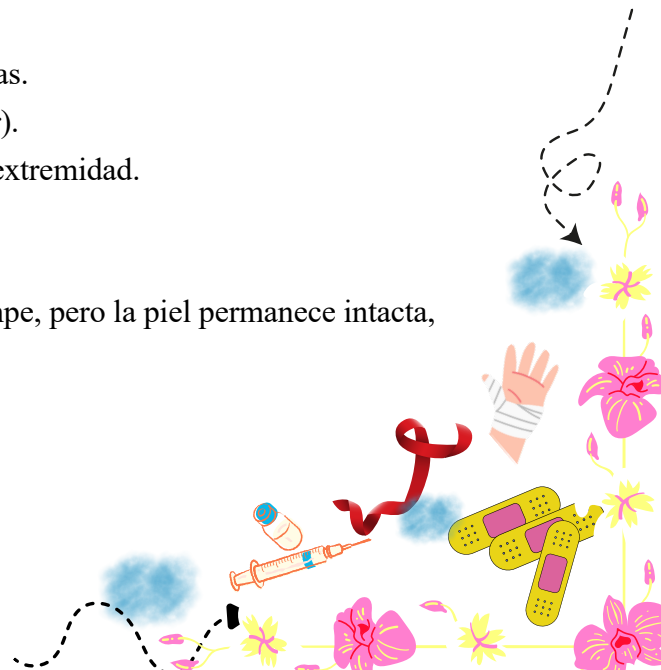 as.
).
extremidad.
pe, pero la piel permanece intacta,